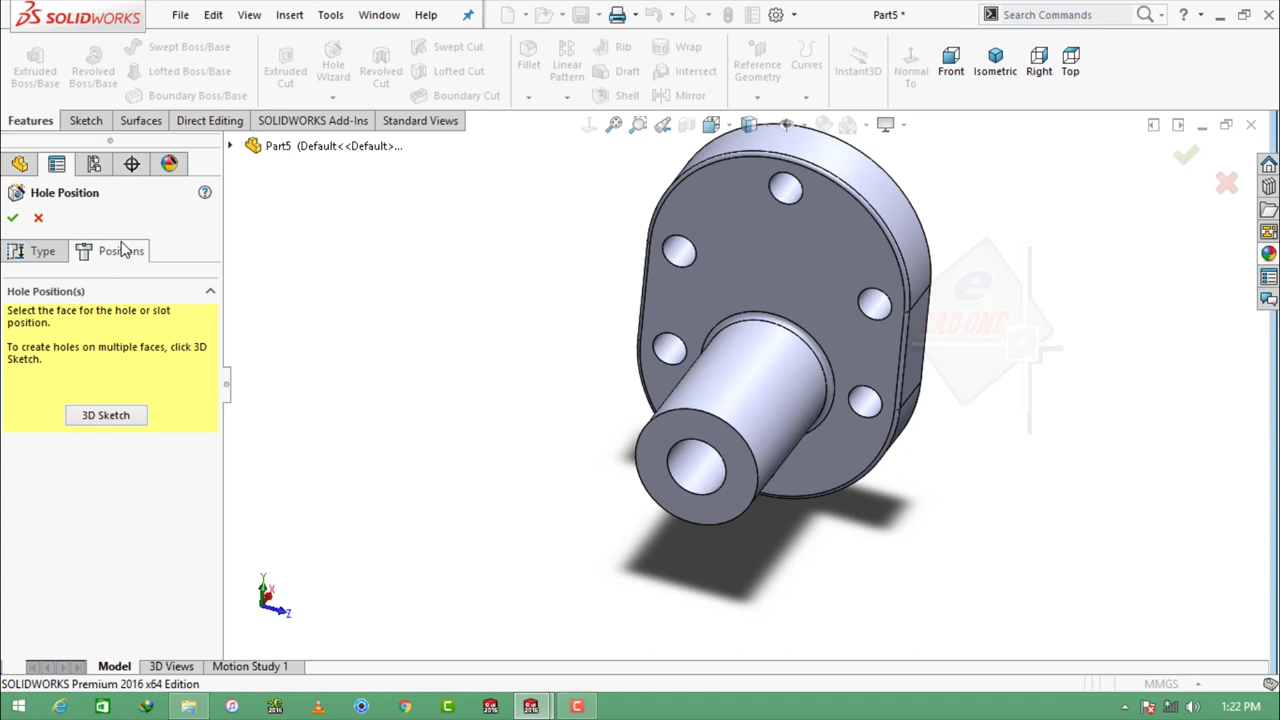 SOLIDWORKS
File Edit View Insert Tools Window Help
Part5 *
Search Commands
Extruded Boss/Base
Revolved Boss/Base
Swept Boss/Base
Lofted Boss/Base
Boundary Boss/Base
Extruded Cut
Hole Wizard
Revolved Cut
Swept Cut
Lofted Cut
Boundary Cut
Fillet
Linear Pattern
Rib
Draft
Shell
Wrap
Intersect
Mirror
Reference Geometry
Curves
Instant3D
Normal To
Front
Isometric
Right
Top
Features Sketch Surfaces Direct Editing SOLIDWORKS Add-Ins Standard Views
Part5 (Default<<Default>...
Hole Position
Type
Positions
Hole Position(s)
Select the face for the hole or slot
position.
To create holes on multiple faces, click 3D
Sketch.
3D Sketch
e
CAD-ONE
Y
X
Z
Model 3D Views Motion Study 1
SOLIDWORKS Premium 2016 x64 Edition
MMGS
1:22 PM